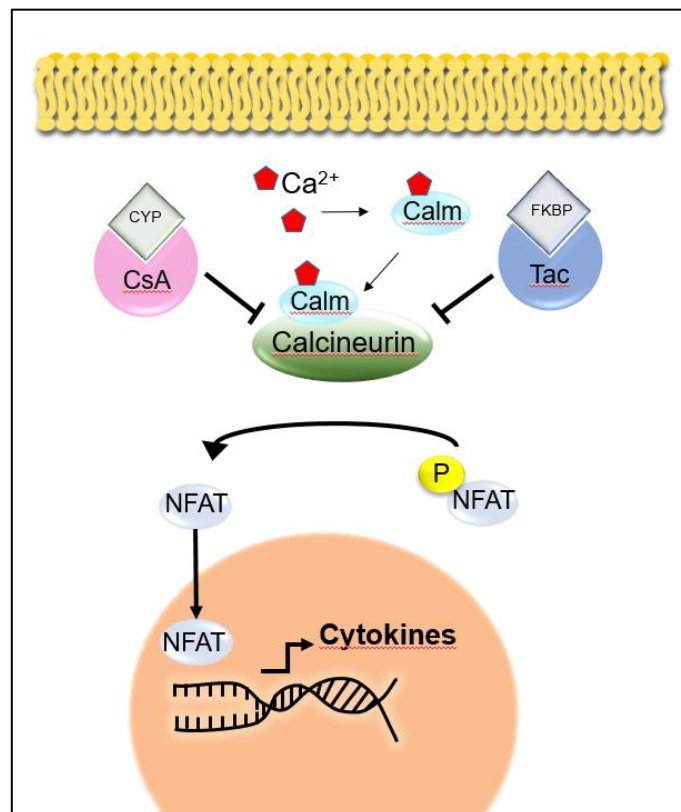 CYP
CsA
Ca²⁺
Calm
FKBP
Tac
Calm
Calcineurin
P
NFAT
NFAT
NFAT
Cytokines